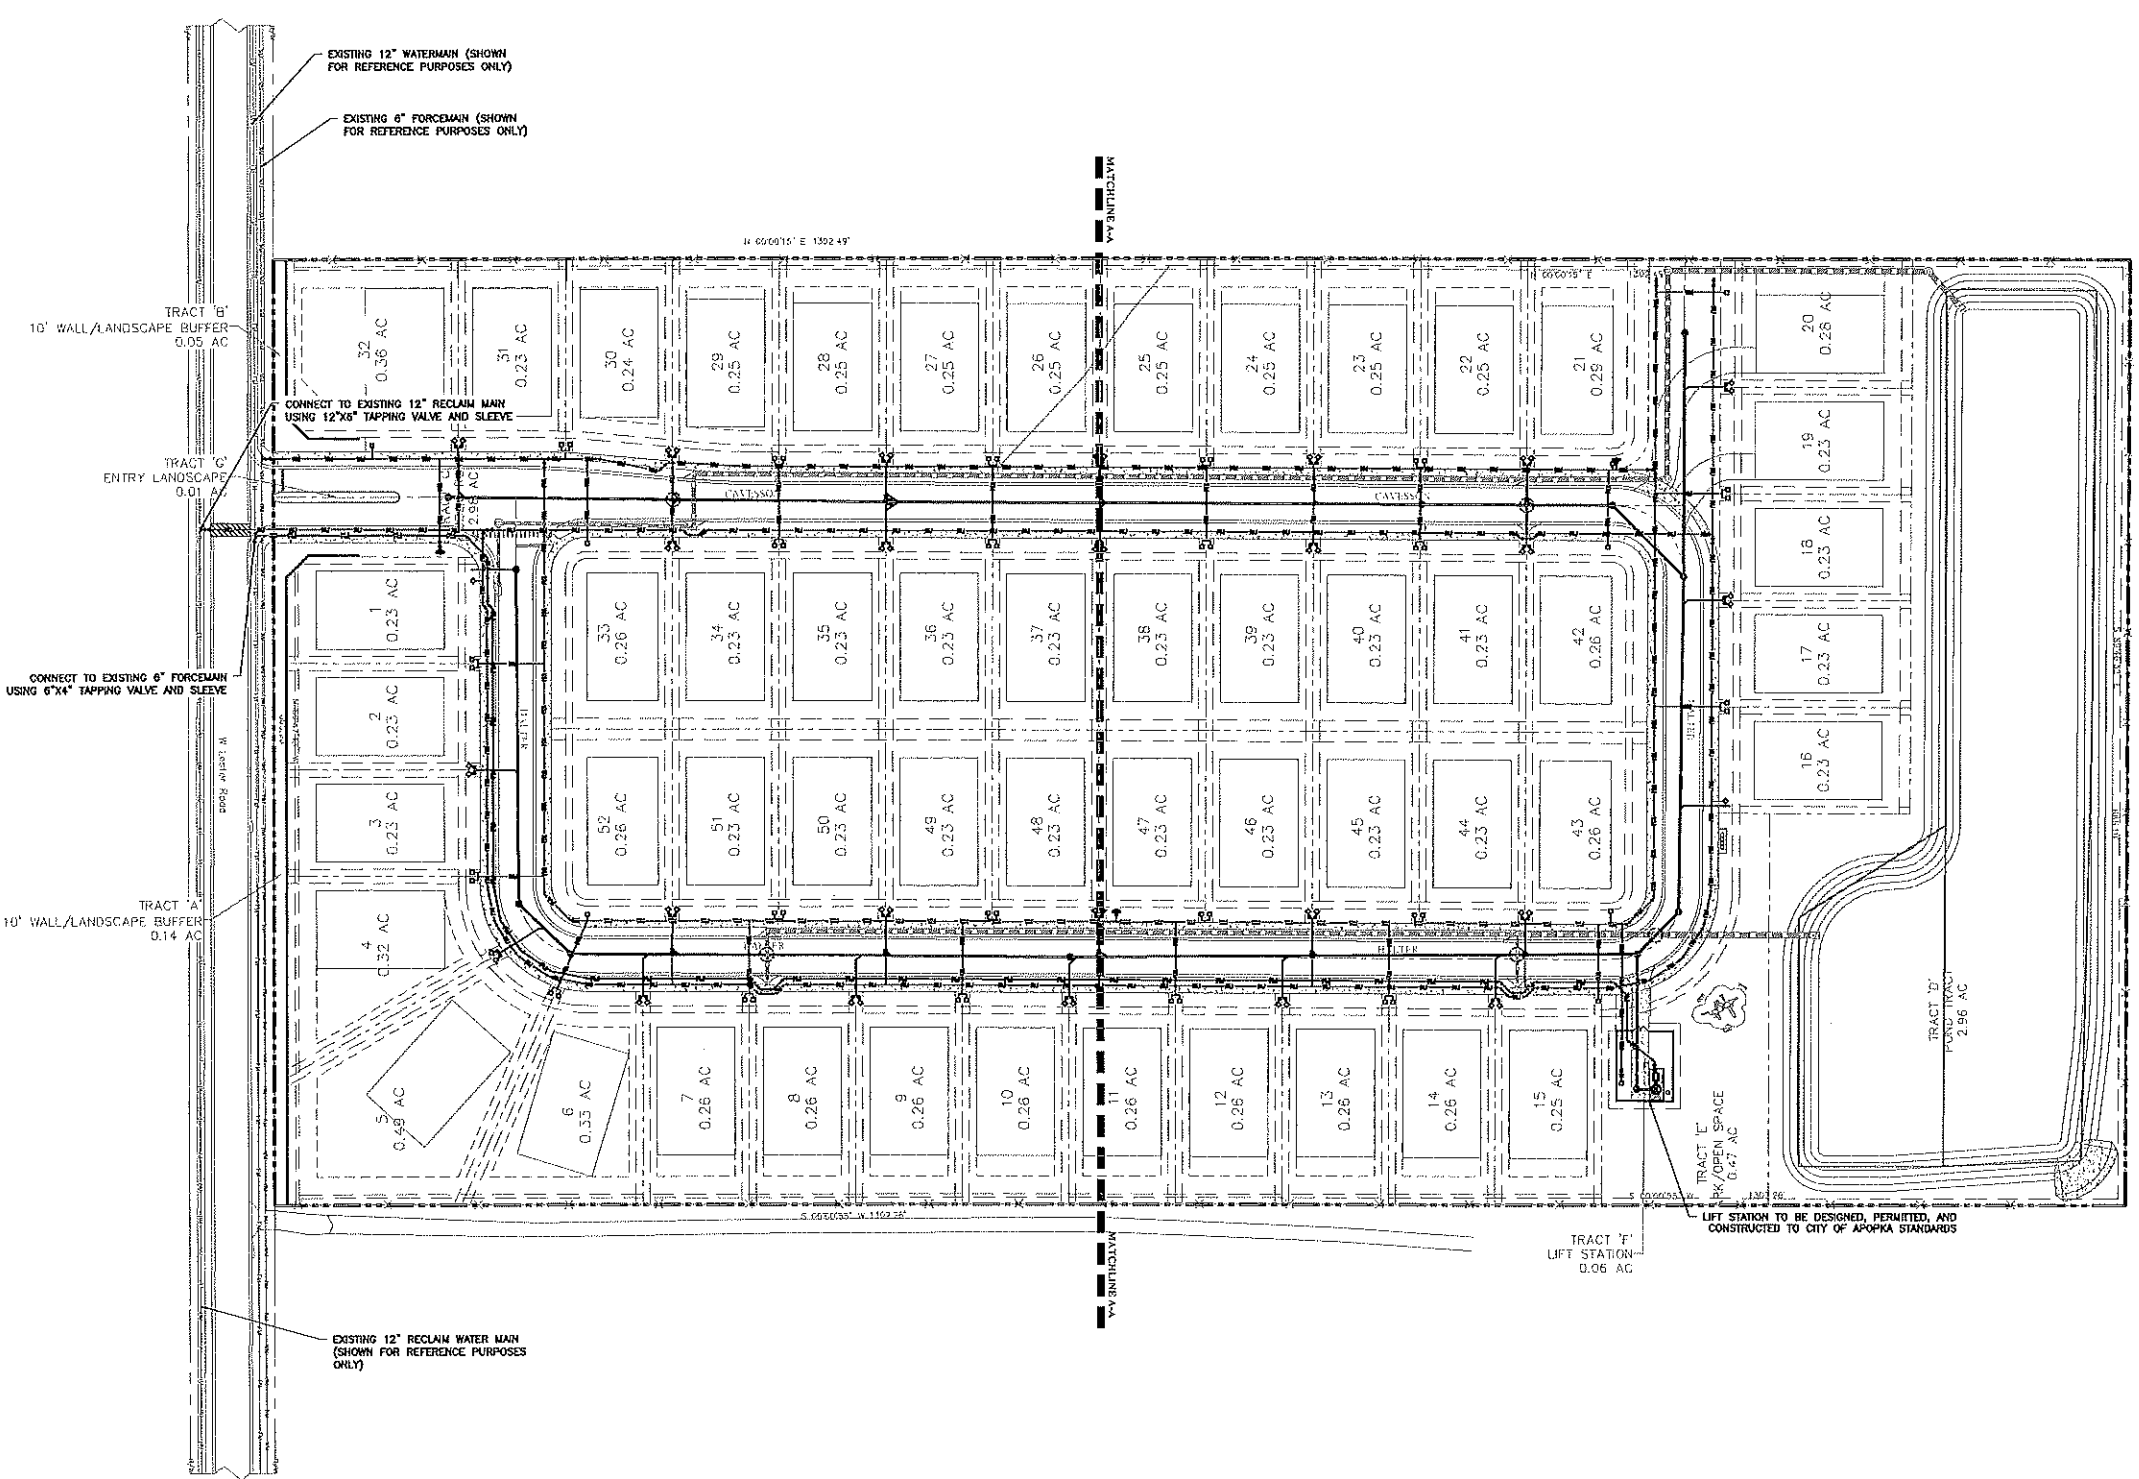 EXISTING 12" WATERMAIN (SHOWN
FOR REFERENCE PURPOSES ONLY)
EXISTING 6" FORCEMAIN (SHOWN
FOR REFERENCE PURPOSES ONLY)
MATCHLINE A-A
N 00°00'15" E 1302.49'
TRACT 'B'
10' WALL/LANDSCAPE BUFFER
0.05 AC
CONNECT TO EXISTING 12" RECLAIM MAIN
USING 12"X6" TAPPING VALVE AND SLEEVE
TRACT 'G'
ENTRY LANDSCAPE
0.01 AC
32
0.36 AC
31
0.23 AC
30
0.24 AC
29
0.25 AC
28
0.25 AC
27
0.25 AC
26
0.25 AC
25
0.25 AC
24
0.25 AC
23
0.25 AC
22
0.25 AC
21
0.29 AC
20
0.26 AC
19
0.23 AC
18
0.23 AC
17
0.23 AC
16
0.23 AC
CAVESSON
CAVESSON
1
0.23 AC
2
0.23 AC
3
0.23 AC
4
0.32 AC
5
0.49 AC
6
0.33 AC
33
0.26 AC
34
0.23 AC
35
0.23 AC
36
0.23 AC
37
0.23 AC
38
0.23 AC
39
0.23 AC
40
0.23 AC
41
0.23 AC
42
0.26 AC
CONNECT TO EXISTING 6" FORCEMAIN
USING 6"X4" TAPPING VALVE AND SLEEVE
W Lester Road
HALTER
HALTER
52
0.26 AC
51
0.23 AC
50
0.23 AC
49
0.23 AC
48
0.23 AC
47
0.23 AC
46
0.23 AC
45
0.23 AC
44
0.23 AC
43
0.26 AC
TRACT 'A'
10' WALL/LANDSCAPE BUFFER
0.14 AC
HALTER
HALTER
7
0.26 AC
8
0.26 AC
9
0.26 AC
10
0.26 AC
11
0.26 AC
12
0.26 AC
13
0.26 AC
14
0.26 AC
15
0.25 AC
TRACT 'D'
POND TRACT
2.96 AC
TRACT 'E'
PARK/OPEN SPACE
0.47 AC
LIFT STATION TO BE DESIGNED, PERMITTED, AND
CONSTRUCTED TO CITY OF APOPKA STANDARDS
TRACT 'F'
LIFT STATION
0.06 AC
MATCHLINE A-A
EXISTING 12" RECLAIM WATER MAIN
(SHOWN FOR REFERENCE PURPOSES
ONLY)